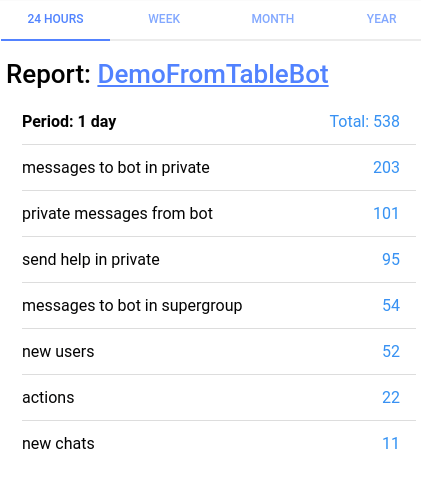 24 HOURS WEEK MONTH YEAR
Report: DemoFromTableBot
Period: 1 day Total: 538
messages to bot in private 203
private messages from bot 101
send help in private 95
messages to bot in supergroup 54
new users 52
actions 22
new chats 11